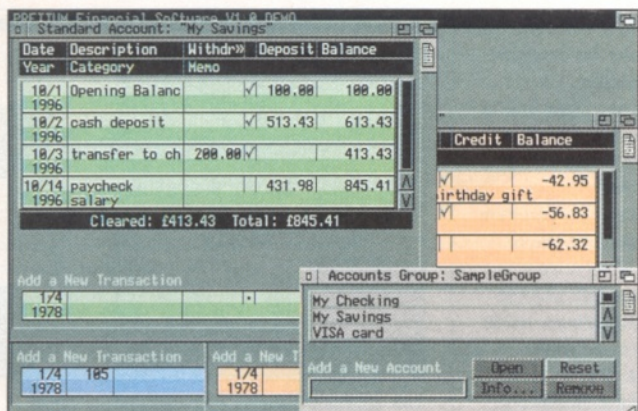 PREITUM Financial Software V1.0 DEMO
Standard Account: "My Savings"
Date Description Withdr» Deposit Balance
Year Category Memo
10/1 Opening Balanc 100.00 100.00
1996
10/2 cash deposit 513.43 613.43
1996
10/3 transfer to ch 200.00 413.43
1996
10/14 paycheck 431.98 845.41
1996 salary
Cleared: £413.43 Total: £845.41
Credit Balance
-42.95
birthday gift
-56.83
-62.32
Add a New Transaction
1/4
1978
Accounts Group: SampleGroup
My Checking
My Savings
VISA card
Add a New Account
Open Reset
Info... Remove
Add a New Transaction
1/4 105
1978
Add a New T
1/4
1978